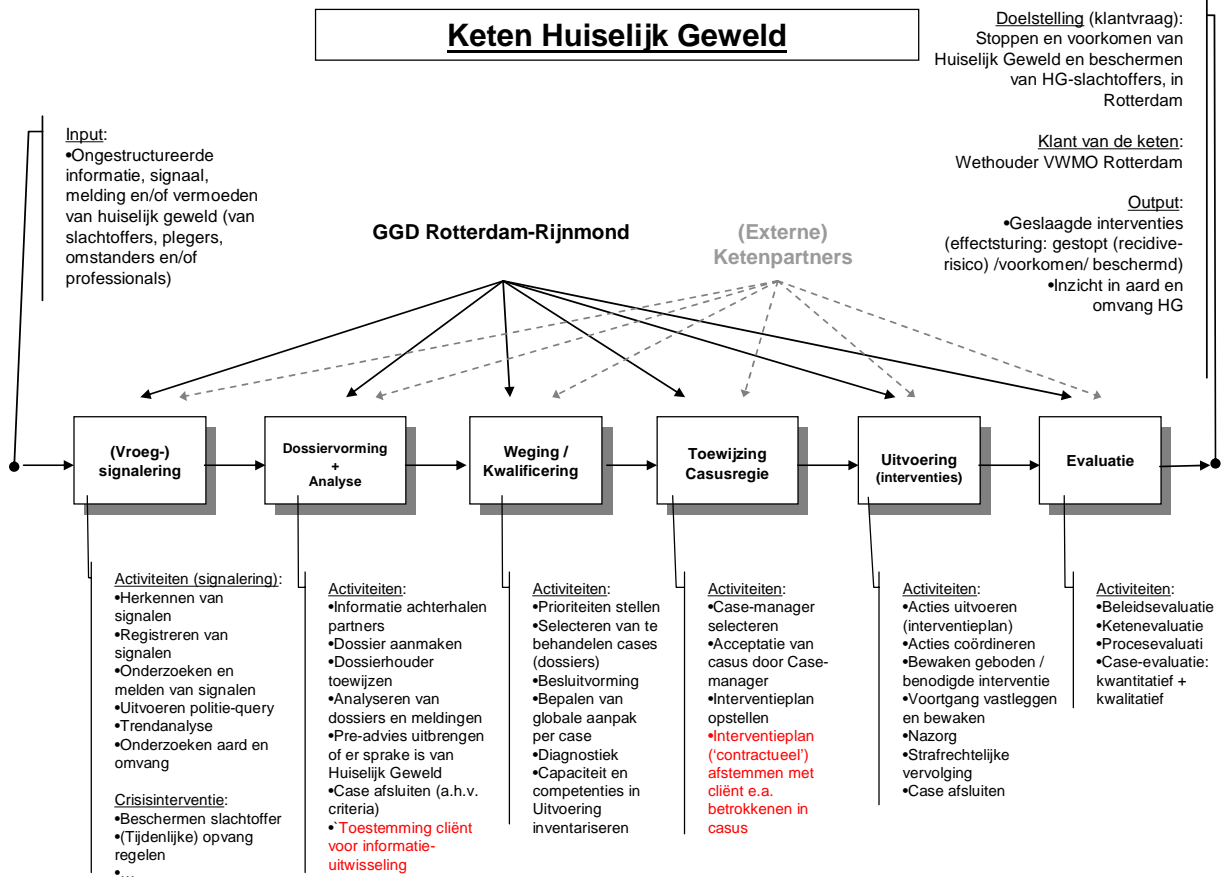 Keten Huiselijk Geweld
Doelstelling (klantvraag):
Stoppen en voorkomen van
Huiselijk Geweld en beschermen
van HG-slachtoffers, in
Rotterdam
Klant van de keten:
Wethouder VWMO Rotterdam
Output:
•Geslaagde interventies
(effectsturing: gestopt (recidive-
risico) /voorkomen/ beschermd)
•Inzicht in aard en
omvang HG
Input:
•Ongestructureerde
informatie, signaal,
melding en/of vermoeden
van huiselijk geweld (van
slachtoffers, plegers,
omstanders en/of
professionals)
GGD Rotterdam-Rijnmond
(Externe)
Ketenpartners
(Vroeg-)
signalering
Dossiervorming
+
Analyse
Weging /
Kwalificering
Toewijzing
Casusregie
Uitvoering
(interventies)
Evaluatie
Activiteiten (signalering):
•Herkennen van
signalen
•Registreren van
signalen
•Onderzoeken en
melden van signalen
•Uitvoeren politie-query
•Trendanalyse
•Onderzoeken aard en
omvang
Crisisinterventie:
•Beschermen slachtoffer
•(Tijdenlijke) opvang
regelen
•...
Activiteiten:
•Informatie achterhalen
partners
•Dossier aanmaken
•Dossierhouder
toewijzen
•Analyseren van
dossiers en meldingen
•Pre-advies uitbrengen
of er sprake is van
Huiselijk Geweld
•Case afsluiten (a.h.v.
criteria)
•`Toestemming cliënt
voor informatie-
uitwisseling
Activiteiten:
•Prioriteiten stellen
•Selecteren van te
behandelen cases
(dossiers)
•Besluitvorming
•Bepalen van
globale aanpak
per case
•Diagnostiek
•Capaciteit en
competenties in
Uitvoering
inventariseren
Activiteiten:
•Case-manager
selecteren
•Acceptatie van
casus door Case-
manager
•Interventieplan
opstellen
•Interventieplan
(‘contractueel’)
afstemmen met
cliënt e.a.
betrokkenen in
casus
Activiteiten:
•Acties uitvoeren
(interventieplan)
•Acties coördineren
•Bewaken geboden /
benodigde interventie
•Voortgang vastleggen
en bewaken
•Nazorg
•Strafrechtelijke
vervolging
•Case afsluiten
Activiteiten:
•Beleidsevaluatie
•Ketenevaluatie
•Procesevaluati
•Case-evaluatie:
kwantitatief +
kwalitatief